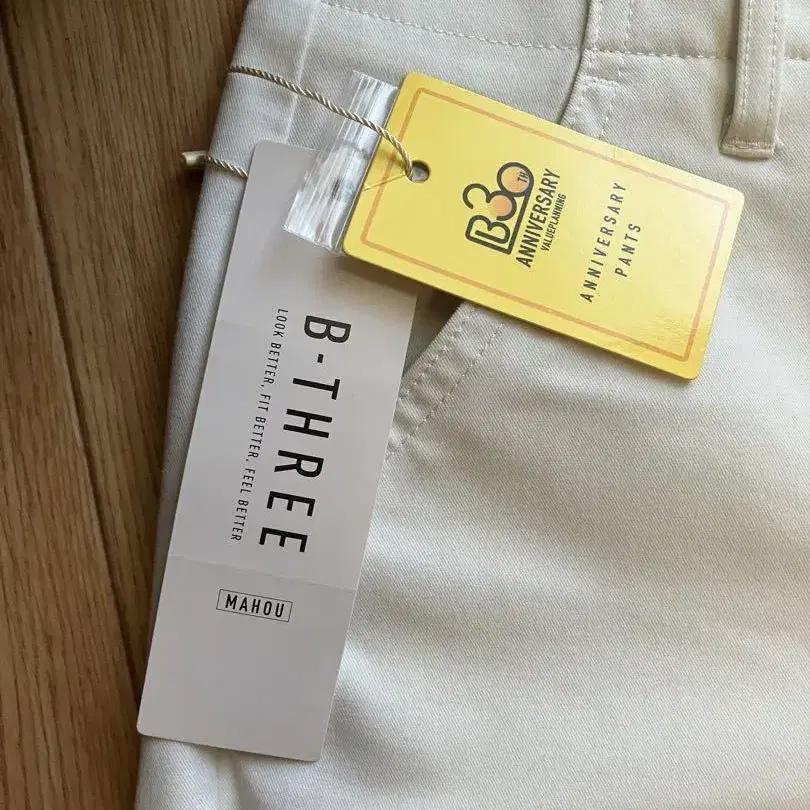 B30TH
ANNIVERSARY
VALUEPLANNING
ANNIVERSARY
PANTS
B-THREE
LOOK BETTER, FIT BETTER, FEEL BETTER
MAHOU